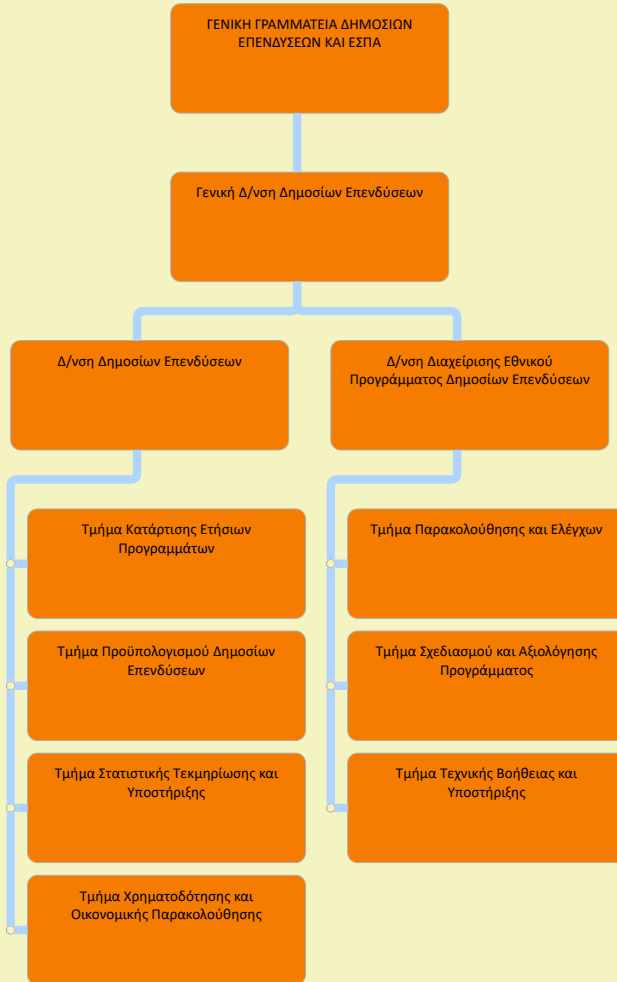 ΓΕΝΙΚΗ ΓΡΑΜΜΑΤΕΙΑ ΔΗΜΟΣΙΩΝ
ΕΠΕΝΔΥΣΕΩΝ ΚΑΙ ΕΣΠΑ
Γενική Δ/νση Δημοσίων Επενδύσεων
Δ/νση Δημοσίων Επενδύσεων
Δ/νση Διαχείρισης Εθνικού
Προγράμματος Δημοσίων Επενδύσεων
Τμήμα Κατάρτισης Ετήσιων
Προγραμμάτων
Τμήμα Προϋπολογισμού Δημοσίων
Επενδύσεων
Τμήμα Στατιστικής Τεκμηρίωσης και
Υποστήριξης
Τμήμα Χρηματοδότησης και
Οικονομικής Παρακολούθησης
Τμήμα Παρακολούθησης και Ελέγχων
Τμήμα Σχεδιασμού και Αξιολόγησης
Προγράμματος
Τμήμα Τεχνικής Βοήθειας και
Υποστήριξης